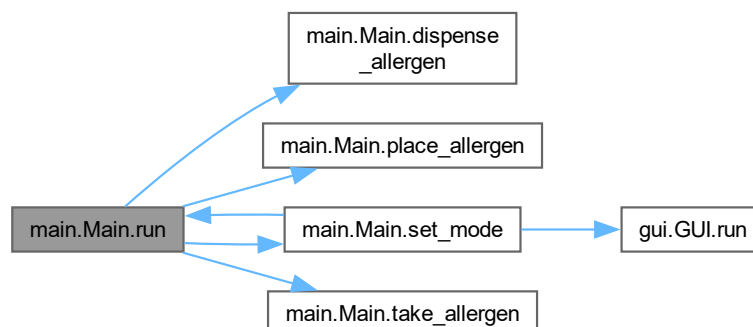 main.Main.dispense
_allergen
main.Main.place_allergen
main.Main.run
main.Main.set_mode
gui.GUI.run
main.Main.take_allergen